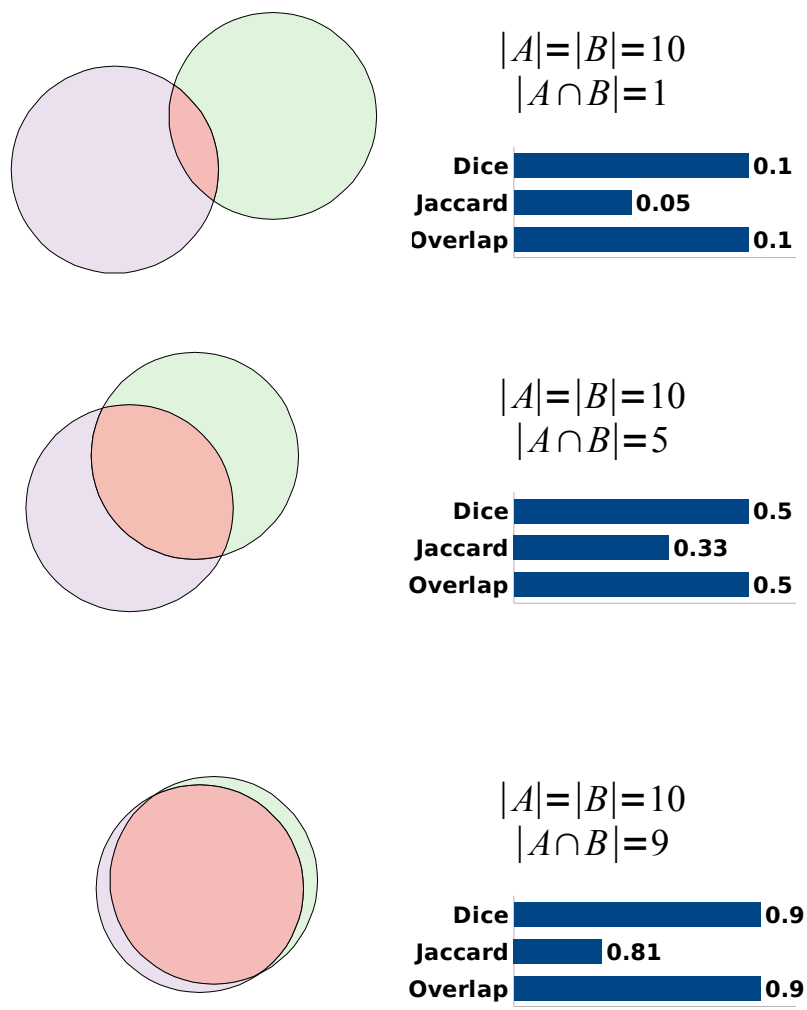 |A|=|B|=10
|A∩B|=1
Dice 0.1
Jaccard 0.05
Overlap 0.1
|A|=|B|=10
|A∩B|=5
Dice 0.5
Jaccard 0.33
Overlap 0.5
|A|=|B|=10
|A∩B|=9
Dice 0.9
Jaccard 0.81
Overlap 0.9